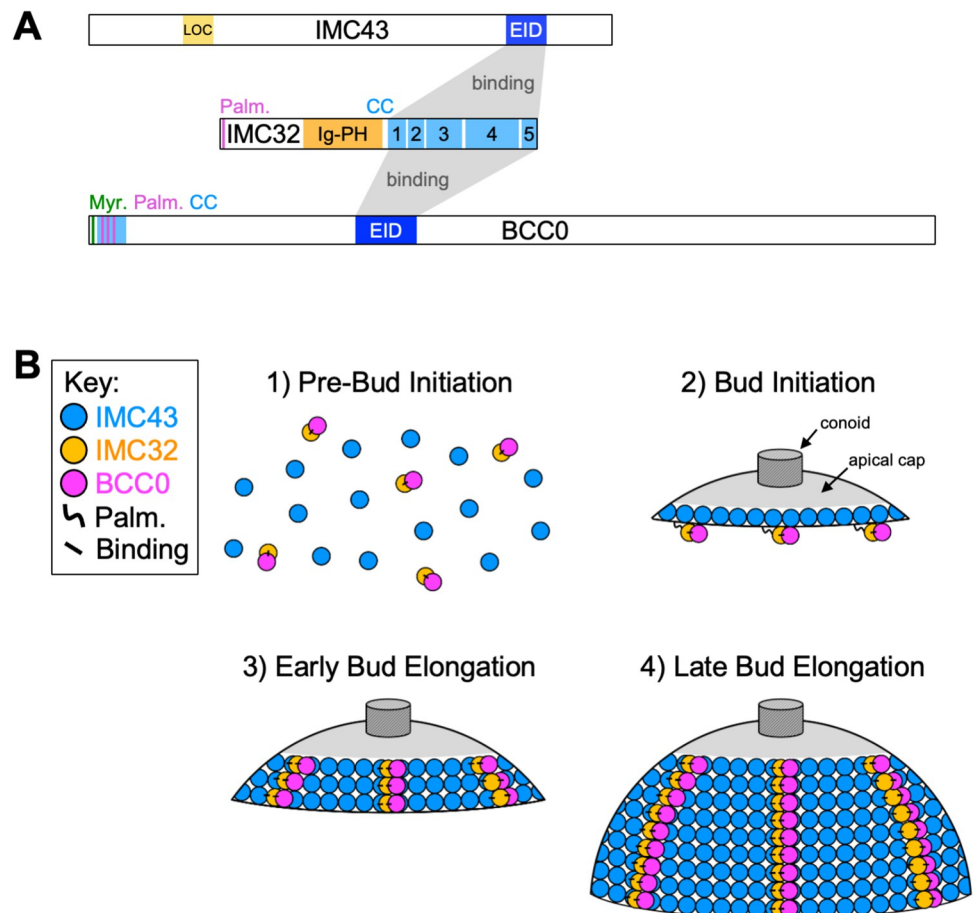 A
LOC
IMC43
EID
binding
Palm.
CC
IMC32
Ig-PH
1
2
3
4
5
binding
Myr. Palm. CC
EID
BCC0
B
Key:
IMC43
IMC32
BCC0
Palm.
Binding
1) Pre-Bud Initiation
2) Bud Initiation
conoid
apical cap
3) Early Bud Elongation
4) Late Bud Elongation